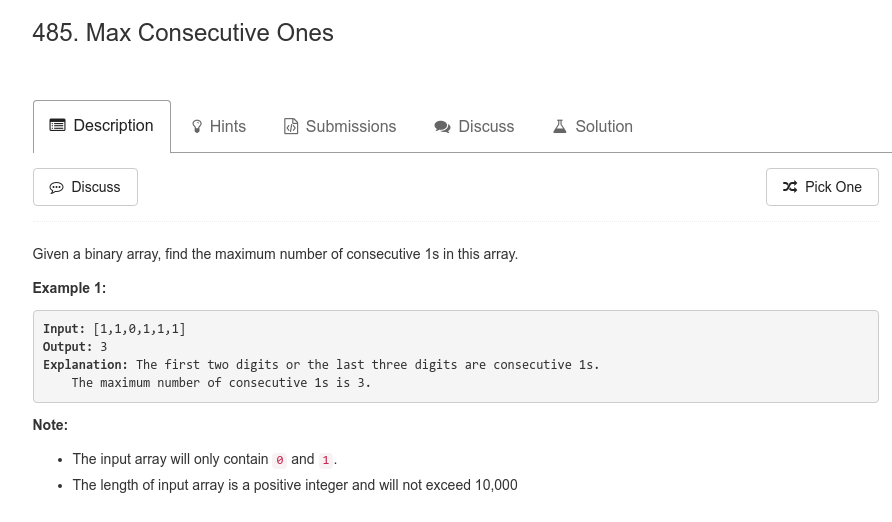 485. Max Consecutive Ones
Description Hints Submissions Discuss Solution
Discuss Pick One
Given a binary array, find the maximum number of consecutive 1s in this array.
Example 1:
Input: [1,1,0,1,1,1]
Output: 3
Explanation: The first two digits or the last three digits are consecutive 1s.
The maximum number of consecutive 1s is 3.
Note:
• The input array will only contain 0 and 1.
• The length of input array is a positive integer and will not exceed 10,000